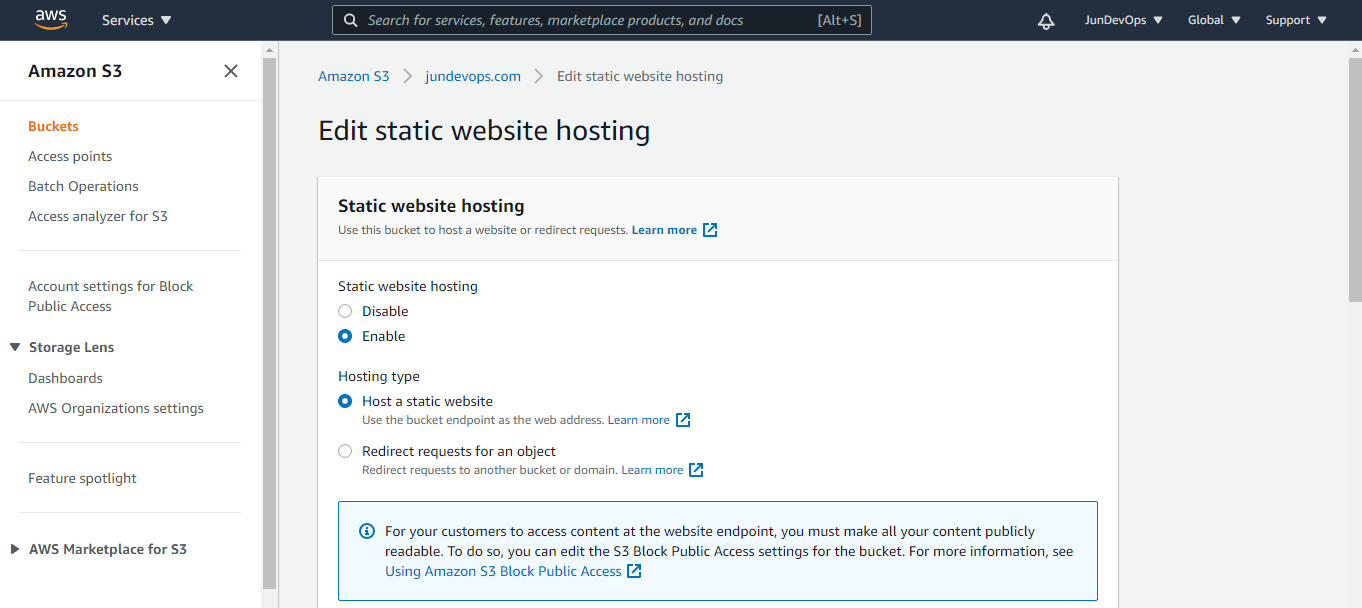 aws
Services
Search for services, features, marketplace products, and docs
[Alt+S]
JunDevOps
Global
Support
Amazon S3
Buckets
Access points
Batch Operations
Access analyzer for S3
Account settings for Block
Public Access
Storage Lens
Dashboards
AWS Organizations settings
Feature spotlight
AWS Marketplace for S3
Amazon S3
jundevops.com
Edit static website hosting
Edit static website hosting
Static website hosting
Use this bucket to host a website or redirect requests. Learn more
Static website hosting
Disable
Enable
Hosting type
Host a static website
Use the bucket endpoint as the web address. Learn more
Redirect requests for an object
Redirect requests to another bucket or domain. Learn more
For your customers to access content at the website endpoint, you must make all your content publicly
readable. To do so, you can edit the S3 Block Public Access settings for the bucket. For more information, see
Using Amazon S3 Block Public Access